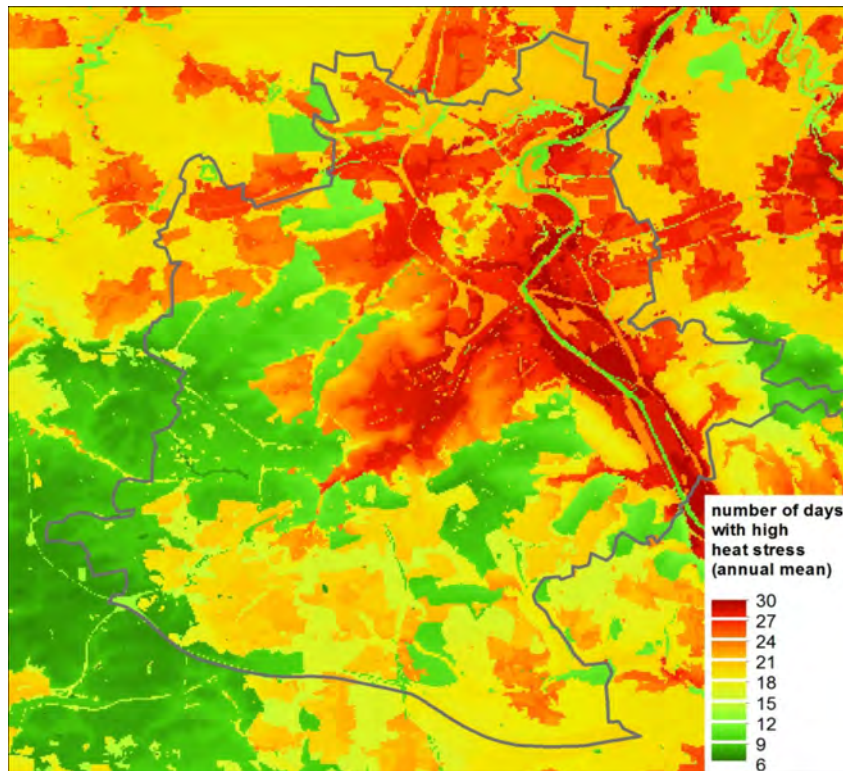 number of days
with high
heat stress
(annual mean)
30
27
24
21
18
15
12
9
6